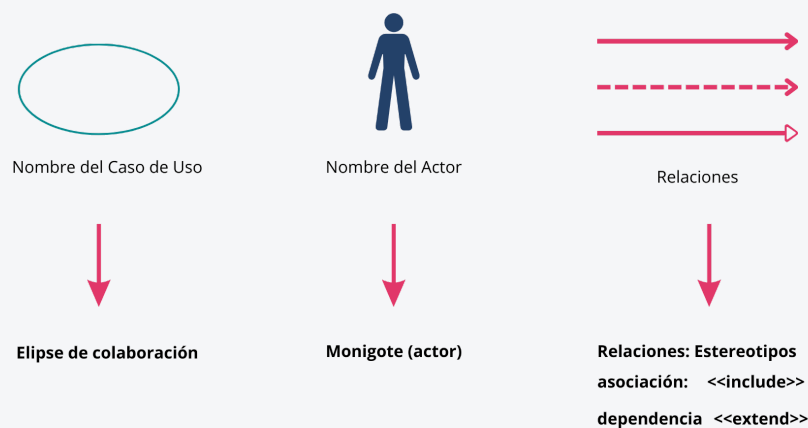 Nombre del Caso de Uso
Nombre del Actor
Relaciones
Elipse de colaboración
Monigote (actor)
Relaciones: Estereotipos
asociación: <<include>>
dependencia <<extend>>